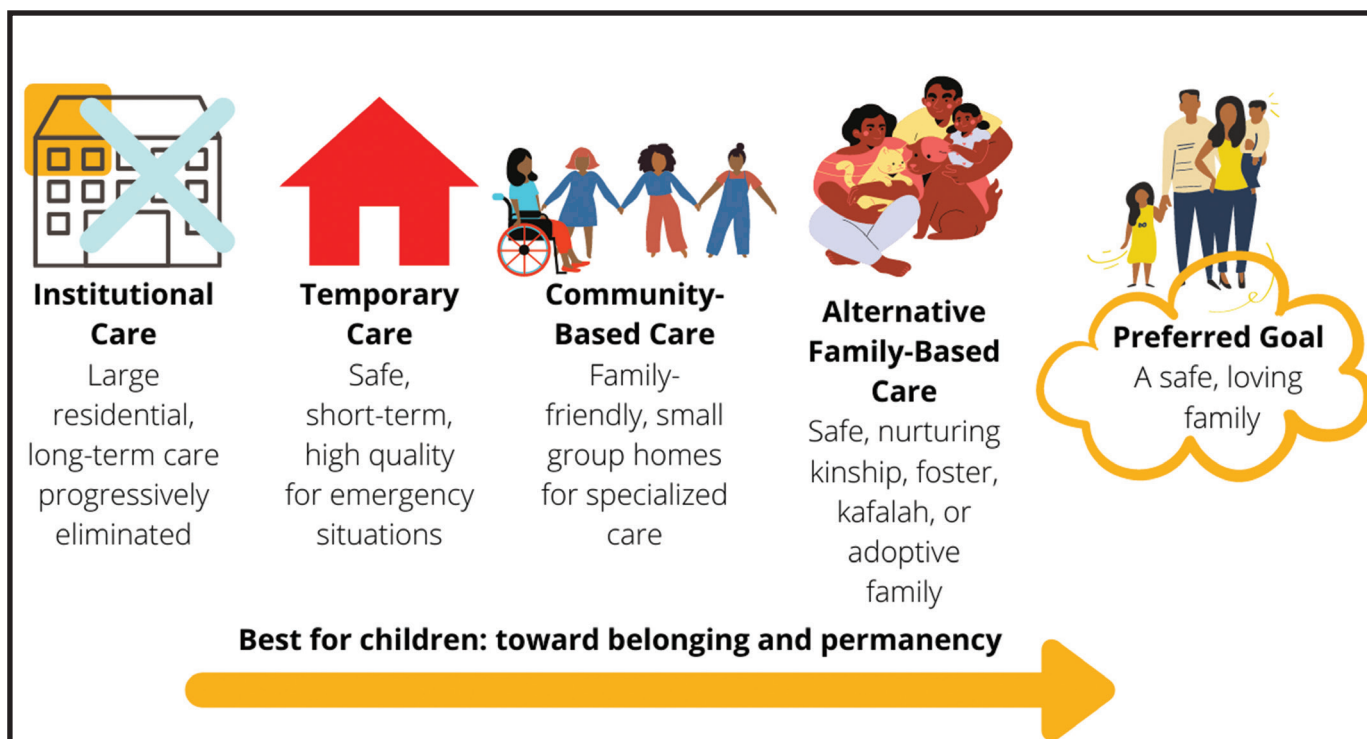 Institutional
Care
Large
residential,
long-term care
progressively
eliminated
Temporary
Care
Safe,
short-term,
high quality
for emergency
situations
Community-
Based Care
Family-
friendly, small
group homes
for specialized
care
Alternative
Family-Based
Care
Safe, nurturing
kinship, foster,
kafalah, or
adoptive
family
Preferred Goal
A safe, loving
family
Best for children: toward belonging and permanency